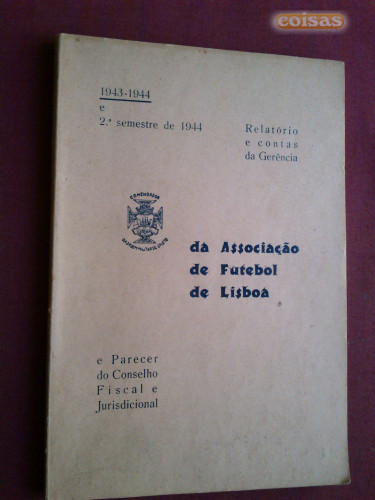 coisas
1943-1944
e
2.º semestre de 1944
Relatório
e contas
da Gerência
da Associação
de Futebol
de Lisboa
e Parecer
do Conselho
Fiscal e
Jurisdicional